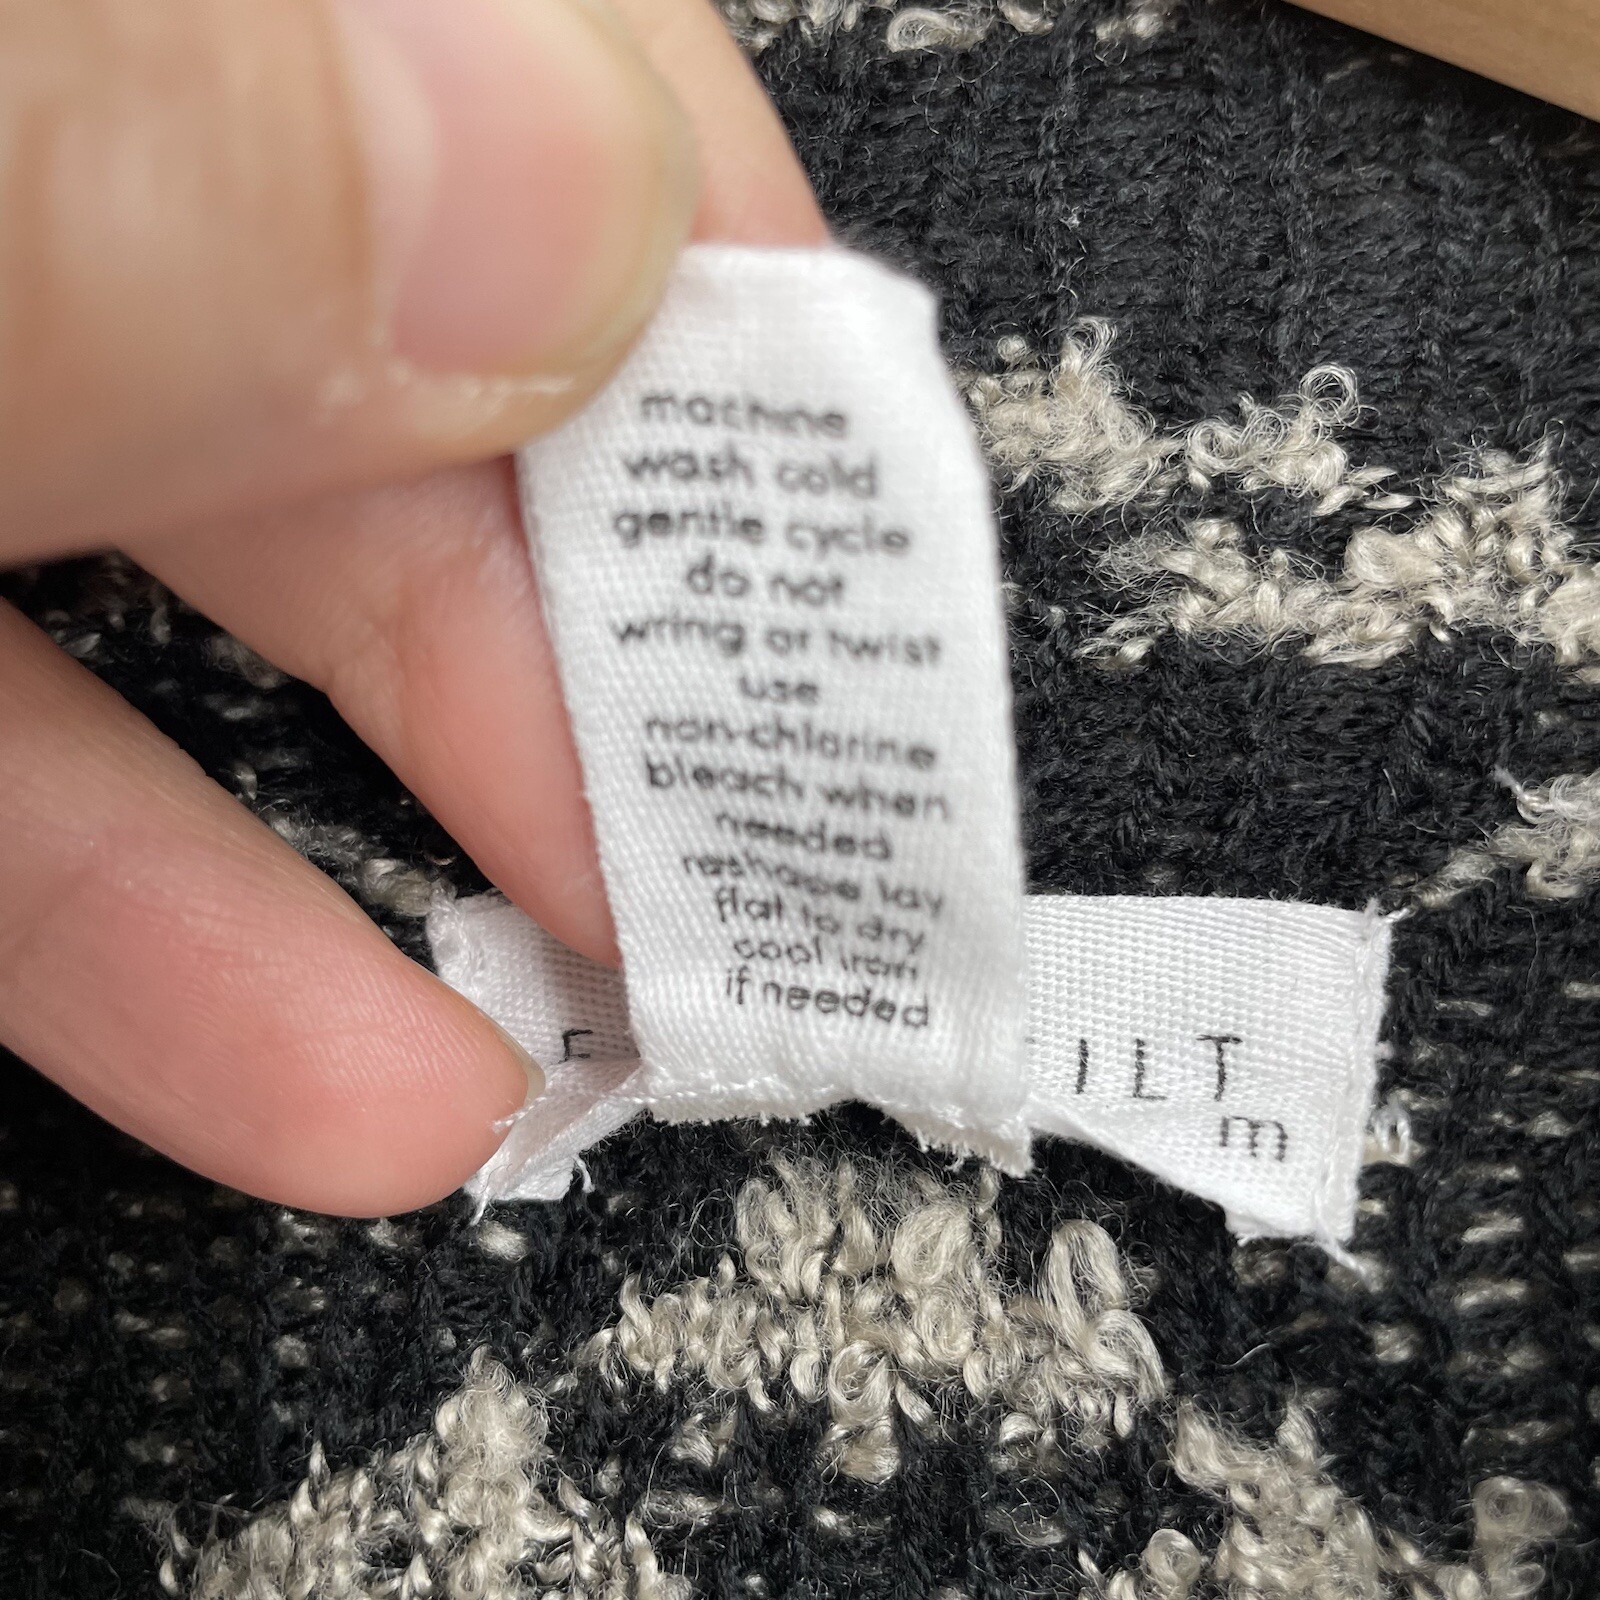 machine
wash cold
gentle cycle
do not
wring or twist
use
non-chlorine
bleach when
needed
reshape lay
flat to dry
cool iron
if needed
ILT
m